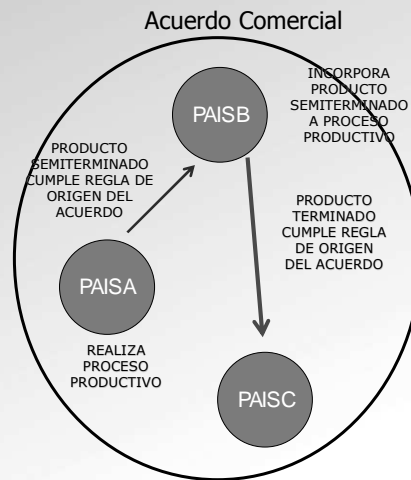 Acuerdo Comercial
PAISB
INCORPORA
PRODUCTO
SEMITERMINADO
A PROCESO
PRODUCTIVO
PRODUCTO
SEMITERMINADO
CUMPLE REGLA DE
ORIGEN DEL
ACUERDO
PRODUCTO
TERMINADO
CUMPLE REGLA
DE ORIGEN
DEL ACUERDO
PAISA
REALIZA
PROCESO
PRODUCTIVO
PAISC